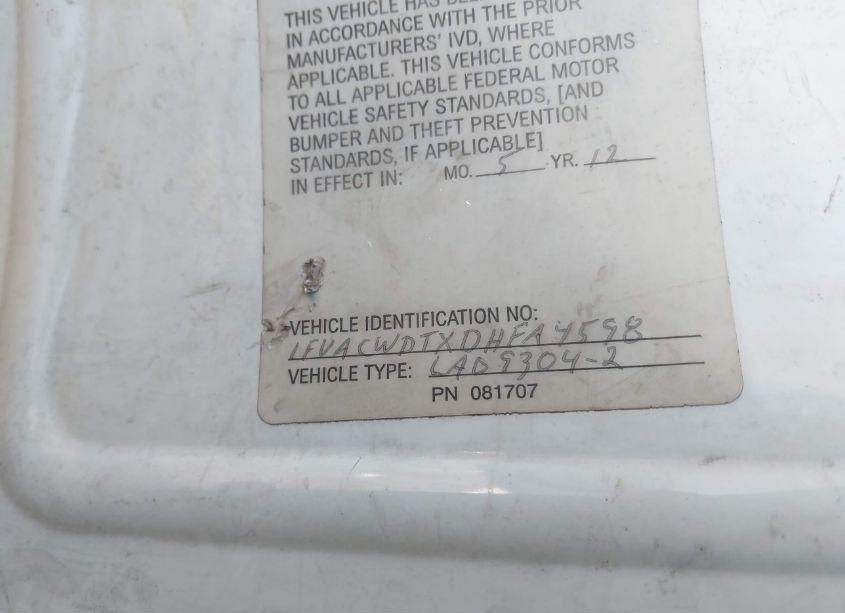 THIS VEHICLE HAS BEEN
IN ACCORDANCE WITH THE PRIOR
MANUFACTURERS' IVD, WHERE
APPLICABLE. THIS VEHICLE CONFORMS
TO ALL APPLICABLE FEDERAL MOTOR
VEHICLE SAFETY STANDARDS, [AND
BUMPER AND THEFT PREVENTION
STANDARDS, IF APPLICABLE]
IN EFFECT IN: MO. 5 YR. 12
VEHICLE IDENTIFICATION NO:
1FVACWDTXDHFA4598
VEHICLE TYPE: LAD9304-2
PN 081707